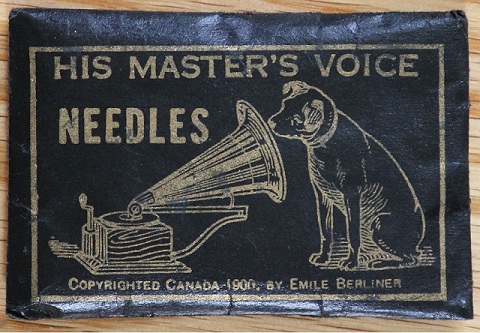 HIS MASTER'S VOICE
NEEDLES
COPYRIGHTED CANADA 1900, BY EMILE BERLINER